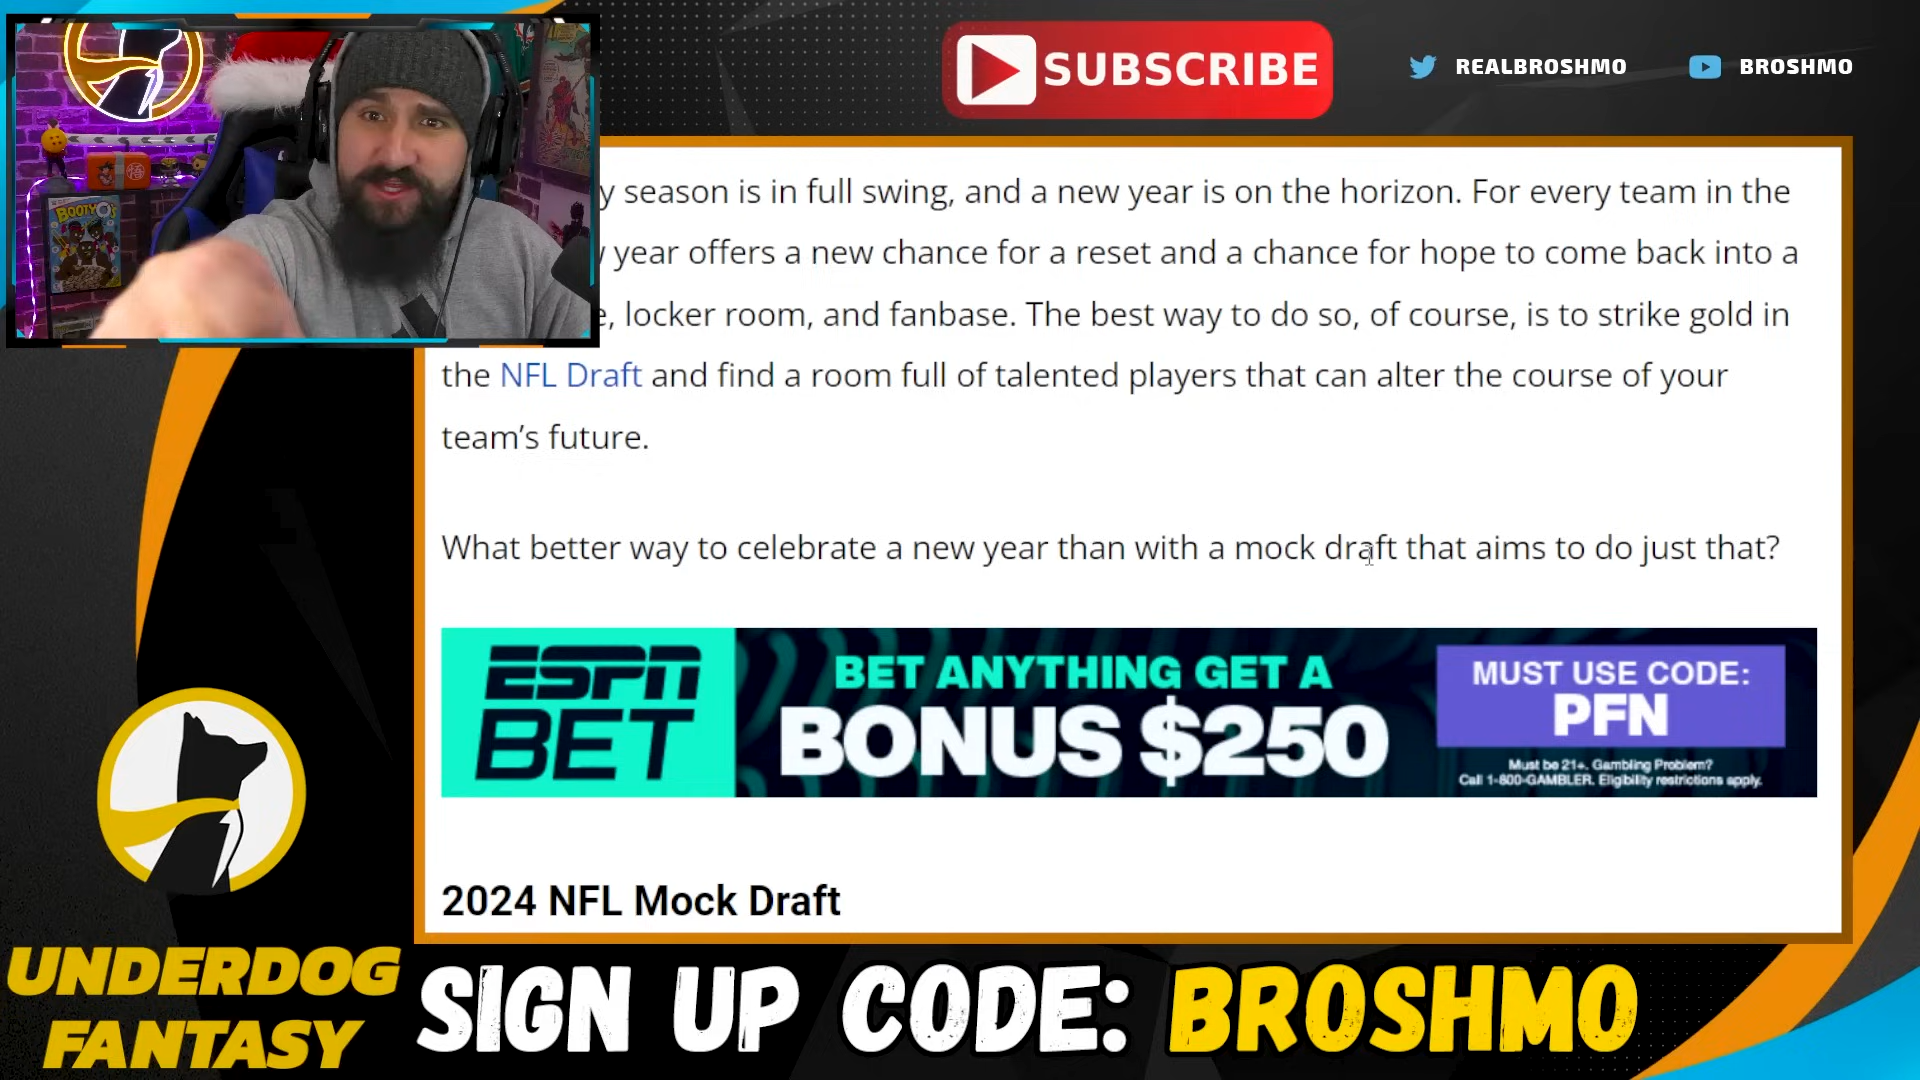 SUBSCRIBE
REALBROSHMO
BROSHMO
BOOTYO'S
y season is in full swing, and a new year is on the horizon. For every team in the
year offers a new chance for a reset and a chance for hope to come back into a
e, locker room, and fanbase. The best way to do so, of course, is to strike gold in
the NFL Draft and find a room full of talented players that can alter the course of your
team's future.
What better way to celebrate a new year than with a mock draft that aims to do just that?
ESPN
BET
BET ANYTHING GET A
BONUS $250
MUST USE CODE:
PFN
Must be 21+. Gambling Problem?
Call 1-800-GAMBLER. Eligibility restrictions apply.
2024 NFL Mock Draft
UNDERDOG
FANTASY
SIGN UP CODE: BROSHMO